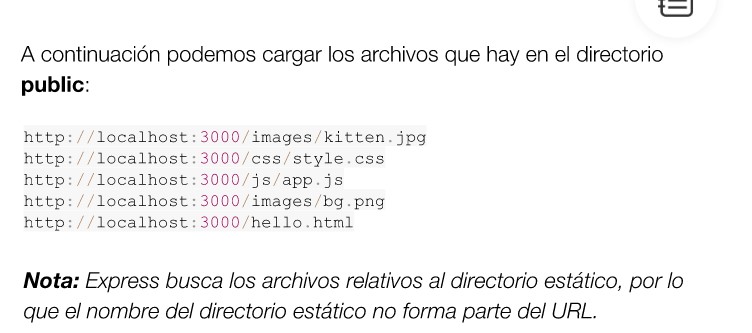 A continuación podemos cargar los archivos que hay en el directorio
public:
http://localhost:3000/images/kitten.jpg
http://localhost:3000/css/style.css
http://localhost:3000/js/app.js
http://localhost:3000/images/bg.png
http://localhost:3000/hello.html
Nota: Express busca los archivos relativos al directorio estático, por lo
que el nombre del directorio estático no forma parte del URL.